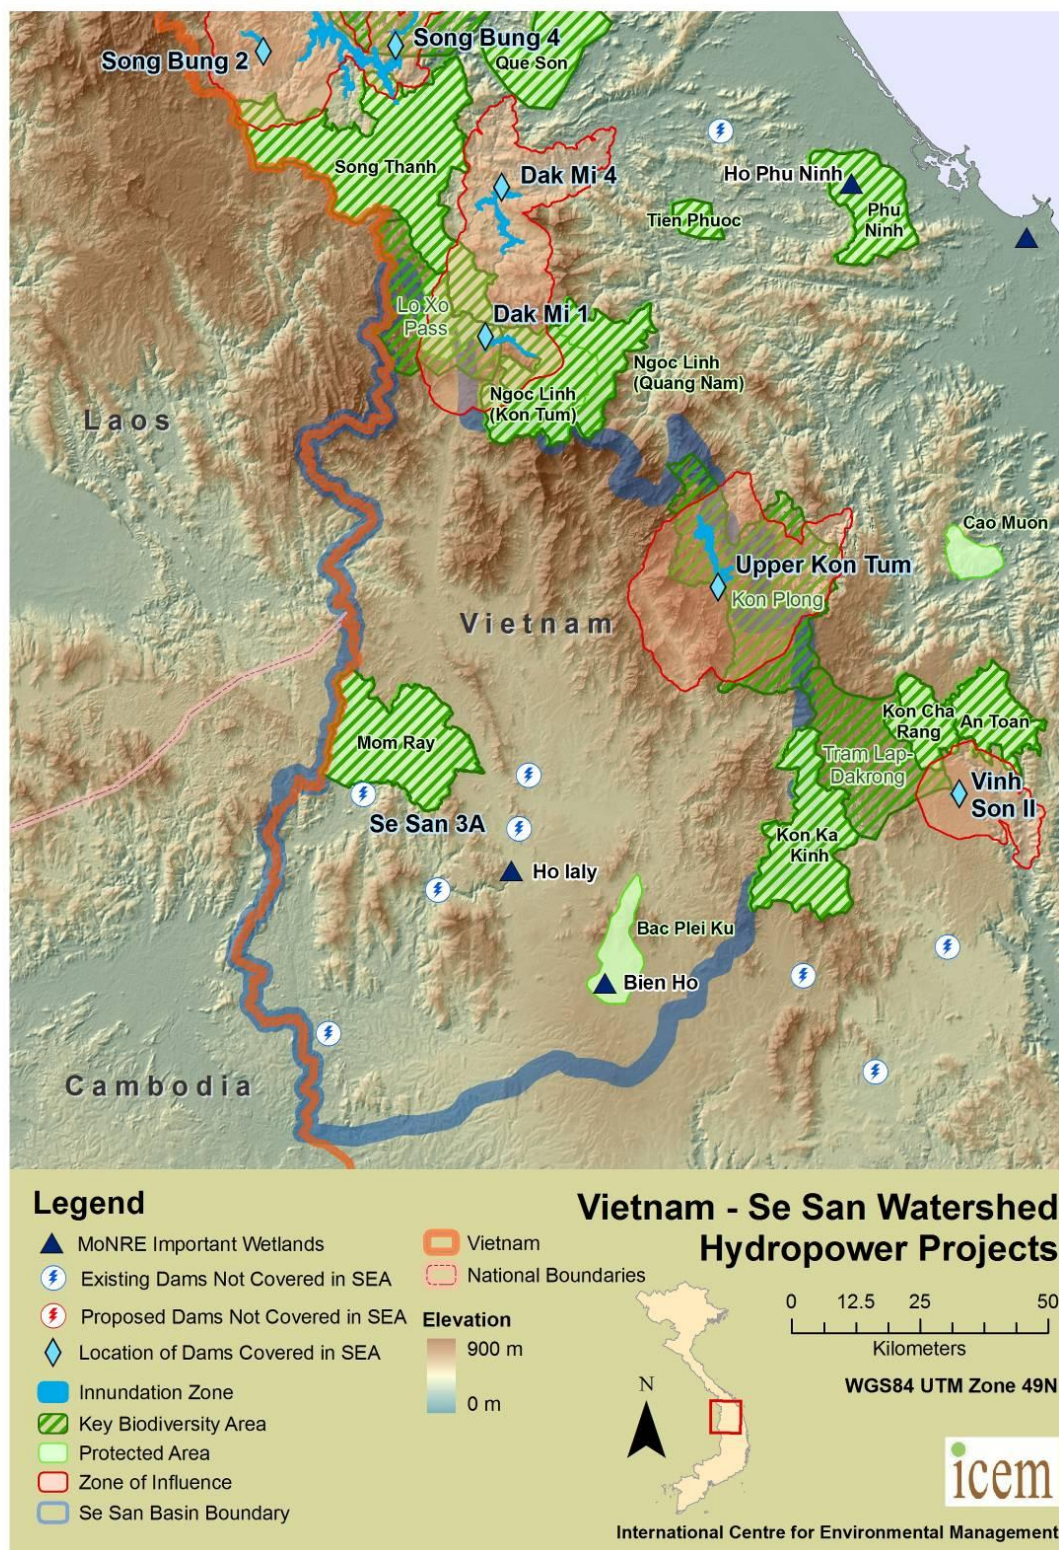 Song Bung 4
Song Bung 2
Que Son
Song Thanh
Dak Mi 4
Ho Phu Ninh
Tien Phuoc
Phu
Ninh
Lo Xo
Pass
Dak Mi 1
Ngoc Linh
(Quang Nam)
Ngoc Linh
(Kon Tum)
Laos
Cao Muon
Upper Kon Tum
Kon Plong
Vietnam
Kon Cha
Rang
An Toan
Mom Ray
Tram Lap-
Dakrong
Vinh
Son II
Se San 3A
Kon Ka
Kinh
Ho Ialy
Bac Plei Ku
Bien Ho
Cambodia
Legend
MoNRE Important Wetlands
Existing Dams Not Covered in SEA
Proposed Dams Not Covered in SEA
Location of Dams Covered in SEA
Innundation Zone
Key Biodiversity Area
Protected Area
Zone of Influence
Se San Basin Boundary
Vietnam
National Boundaries
Elevation
900 m
0 m
Vietnam - Se San Watershed
Hydropower Projects
0 12.5 25 50
Kilometers
WGS84 UTM Zone 49N
N
icem
International Centre for Environmental Management